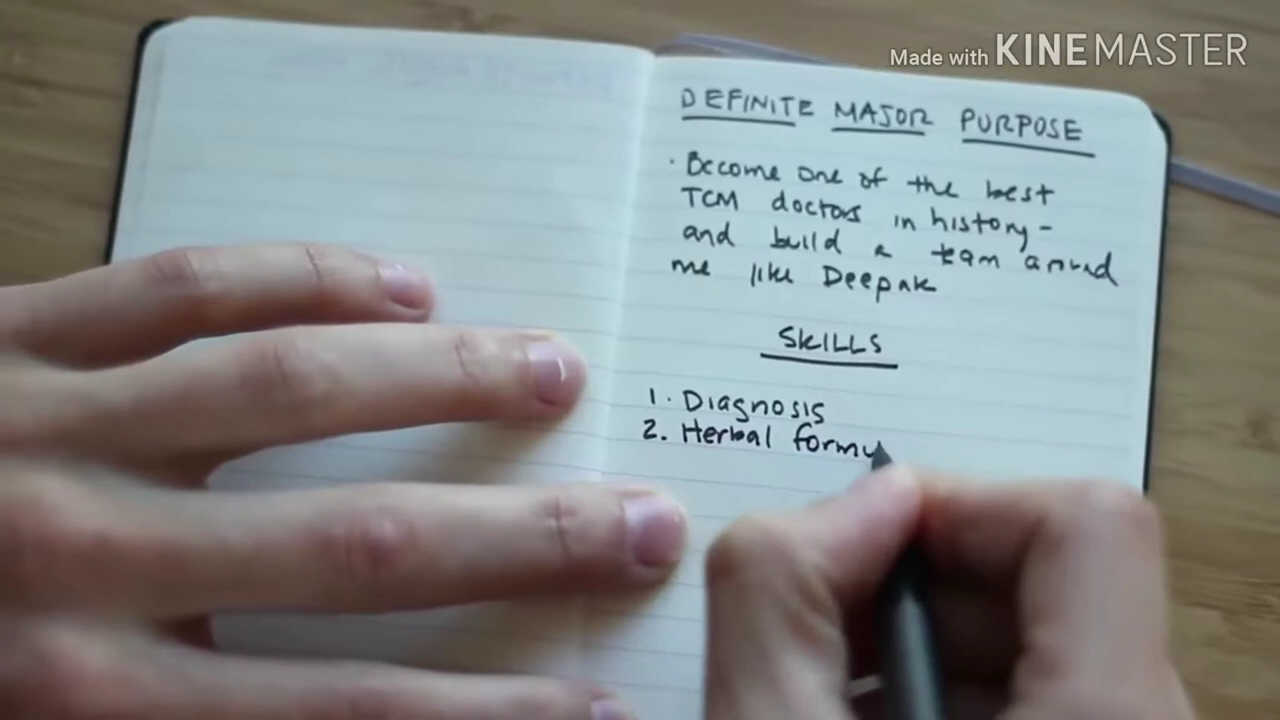 Made with KINEMASTER
DEFINITE MAJOR PURPOSE
· Become one of the best
TCM doctors in history-
and build a team around
me like Deepak
SKILLS
1. Diagnosis
2. Herbal formu